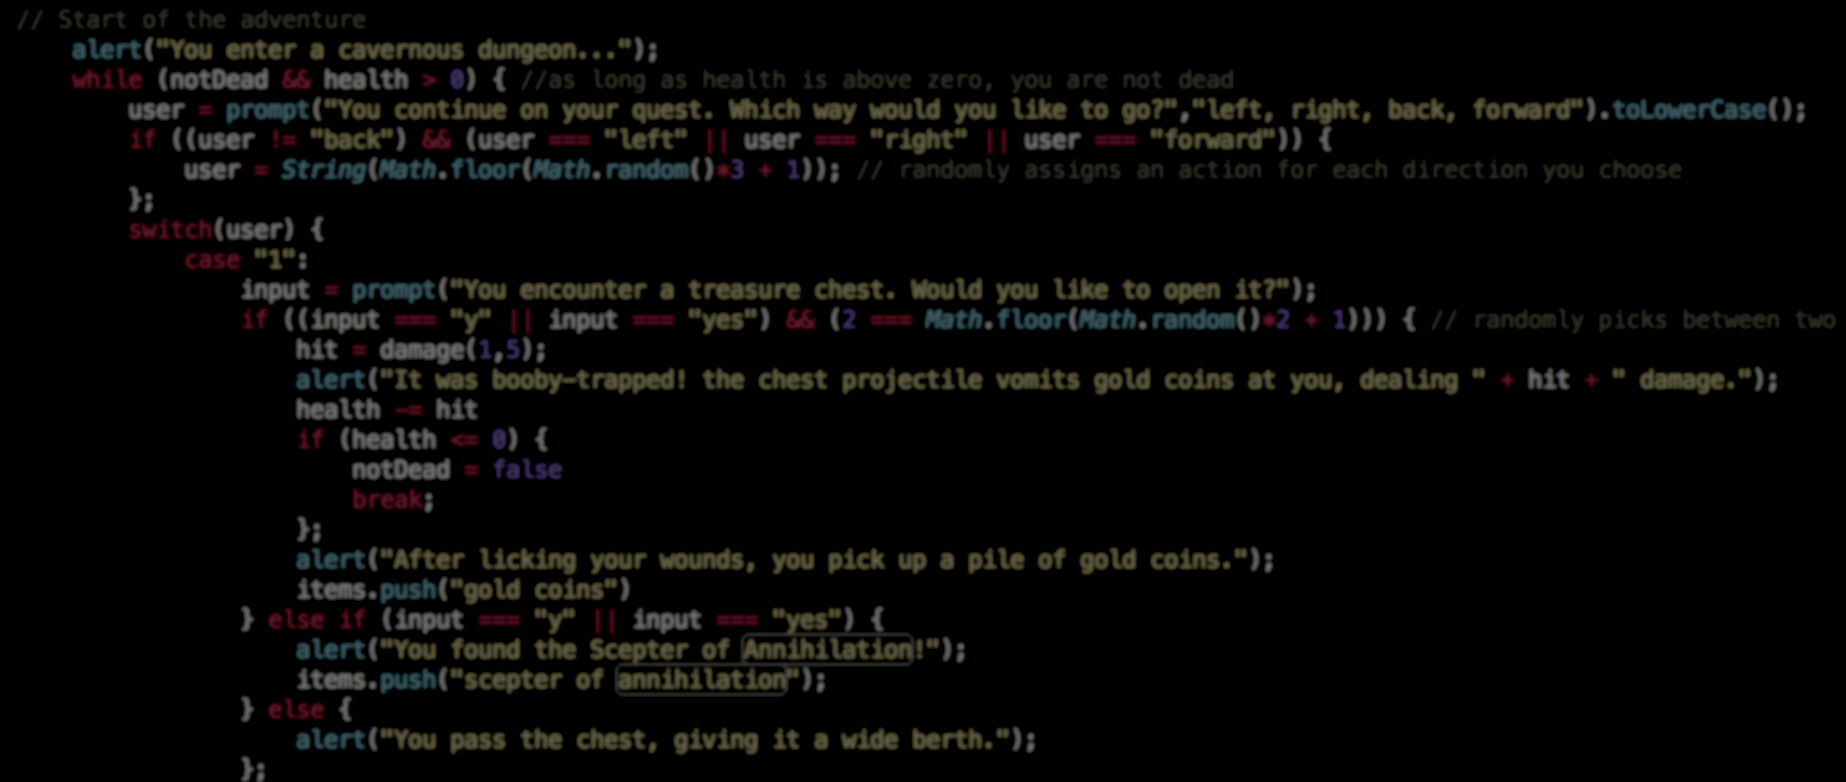 // Start of the adventure
alert("You enter a cavernous dungeon...");
while (notDead && health > 0) { //as long as health is above zero, you are not dead
user = prompt("You continue on your quest. Which way would you like to go?","left, right, back, forward").toLowerCase();
if ((user != "back") && (user === "left" || user === "right" || user === "forward")) {
user = String(Math.floor(Math.random()*3 + 1)); // randomly assigns an action for each direction you choose
};
switch(user) {
case "1":
input = prompt("You encounter a treasure chest. Would you like to open it?");
if ((input === "y" || input === "yes") && (2 === Math.floor(Math.random()*2 + 1))) { // randomly picks between two
hit = damage(1,5);
alert("It was booby-trapped! the chest projectile vomits gold coins at you, dealing " + hit + " damage.");
health -= hit
if (health <= 0) {
notDead = false
break;
};
alert("After licking your wounds, you pick up a pile of gold coins.");
items.push("gold coins")
} else if (input === "y" || input === "yes") {
alert("You found the Scepter of Annihilation!");
items.push("scepter of annihilation");
} else {
alert("You pass the chest, giving it a wide berth.");
};